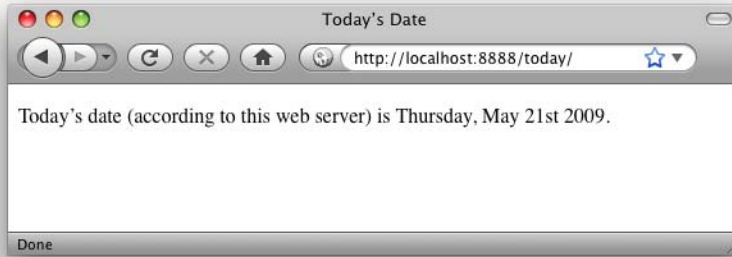 Today's Date
http://localhost:8888/today/
Today's date (according to this web server) is Thursday, May 21st 2009.
Done